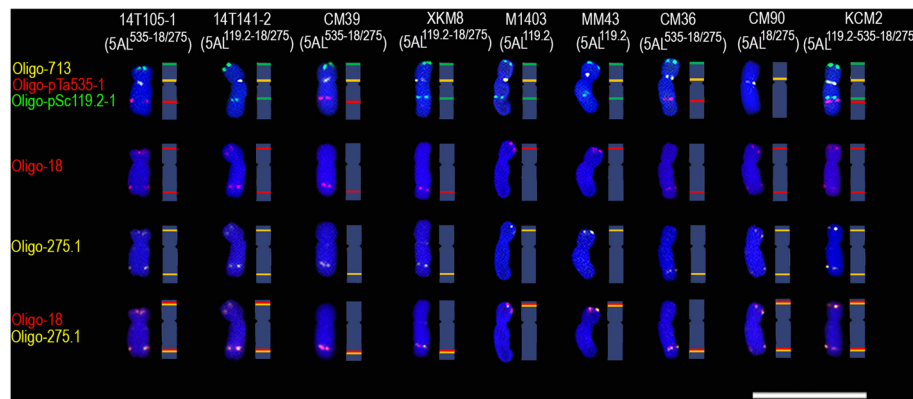 14T105-1 14T141-2 CM39 XKM8 M1403 MM43 CM36 CM90 KCM2
(5AL535-18/275) (5AL119.2-18/275) (5AL535-18/275) (5AL119.2-18/275) (5AL119.2) (5AL119.2) (5AL535-18/275) (5AL18/275) (5AL119.2-535-18/275)
Oligo-713
Oligo-pTa535-1
Oligo-pSc119.2-1
Oligo-18
Oligo-275.1
Oligo-18
Oligo-275.1